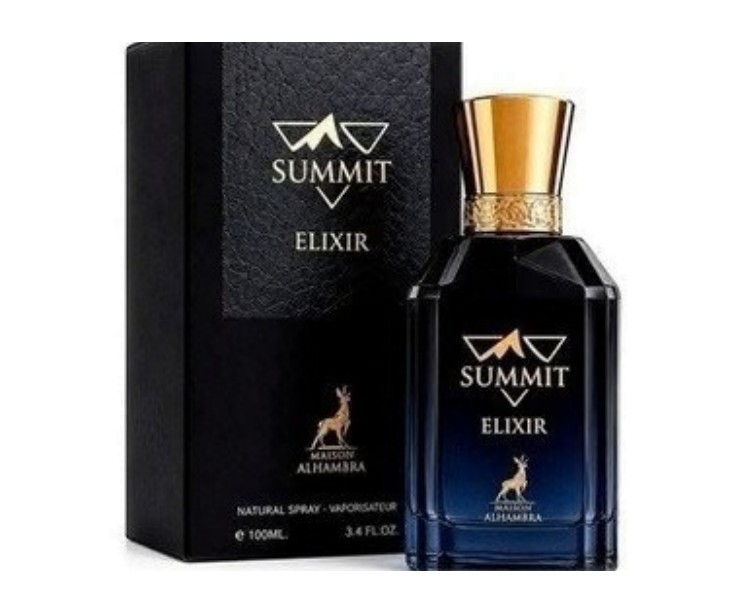 SUMMIT
ELIXIR
MAISON
ALHAMBRA
NATURAL SPRAY - VAPORISATEUR
e 100ML.
3.4 FL.OZ.
SUMMIT
ELIXIR
MAISON
ALHAMBRA